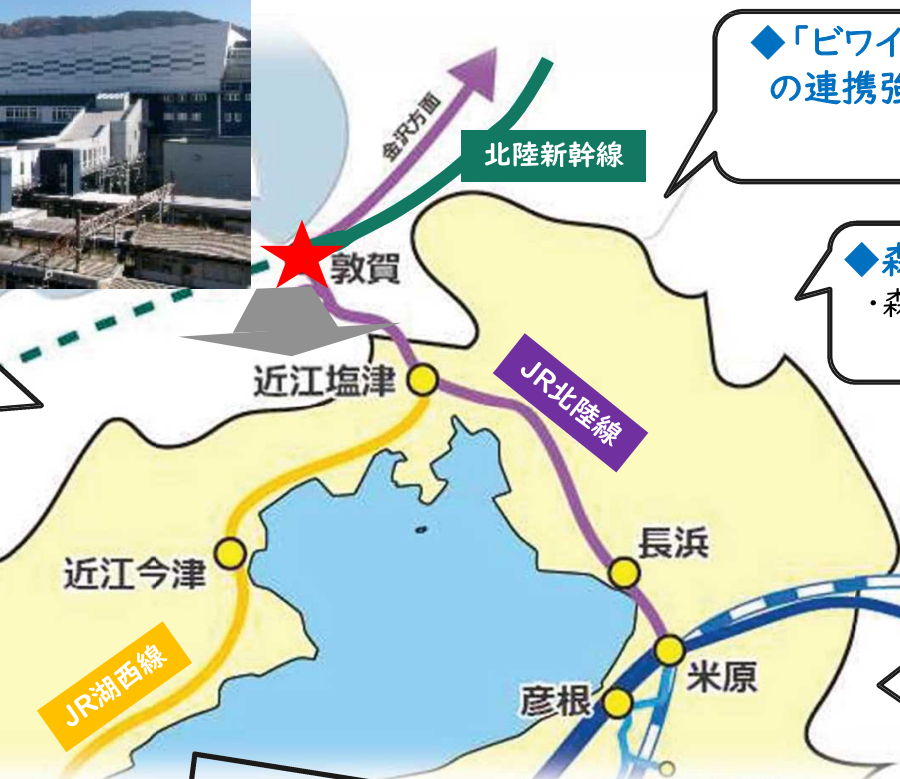 ◆「ビワイ
の連携強
金沢方面
北陸新幹線
◆森
・森
敦賀
近江塩津
JR北陸線
長浜
近江今津
米原
彦根
JR湖西線